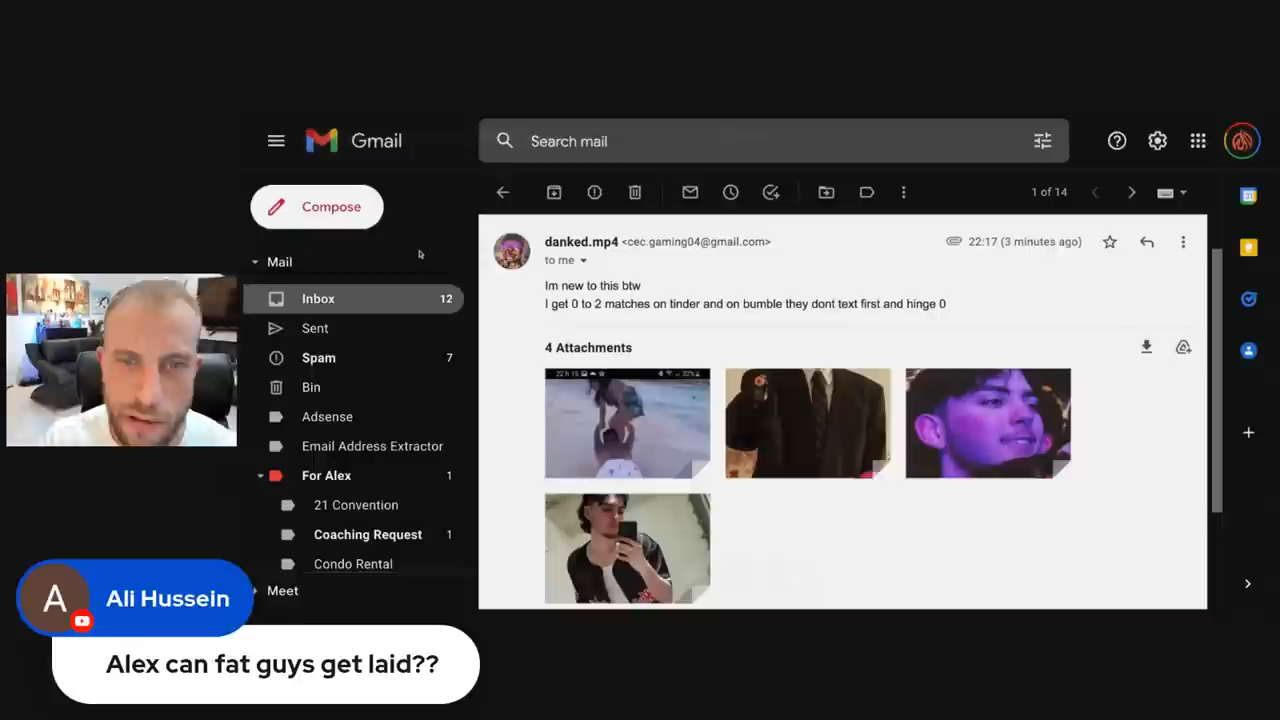 Gmail
Search mail
Compose
1 of 14
Mail
Inbox 12
Sent
Spam 7
Bin
Adsense
Email Address Extractor
For Alex 1
21 Convention
Coaching Request 1
Condo Rental
Meet
danked.mp4 <cec.gaming04@gmail.com>
22:17 (3 minutes ago)
to me
Im new to this btw
I get 0 to 2 matches on tinder and on bumble they dont text first and hinge 0
4 Attachments
A
Ali Hussein
Alex can fat guys get laid??